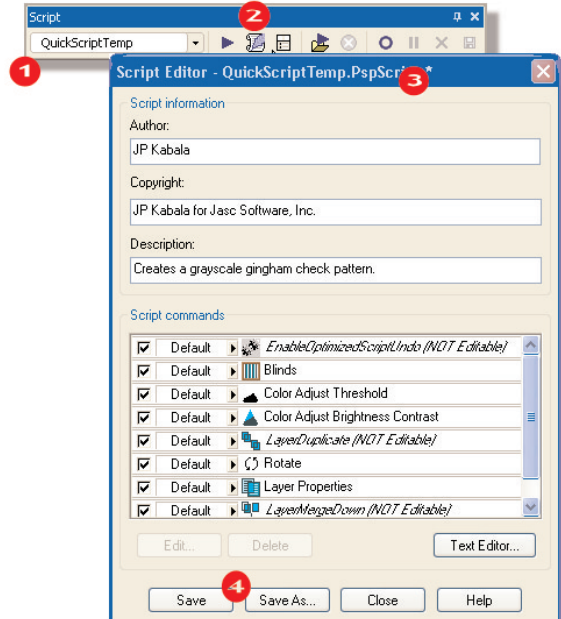 Script
2
QuickScriptTemp
1
Script Editor - QuickScriptTemp.PspScrip *
3
Script information
Author:
JP Kabala
Copyright:
JP Kabala for Jasc Software, Inc.
Description:
Creates a grayscale gingham check pattern.
Script commands
Default EnableOptimizedScriptUndo (NOT Editable)
Default Blinds
Default Color Adjust Threshold
Default Color Adjust Brightness Contrast
Default LayerDuplicate (NOT Editable)
Default Rotate
Default Layer Properties
Default LayerMergeDown (NOT Editable)
Edit... Delete Text Editor...
4
Save Save As... Close Help